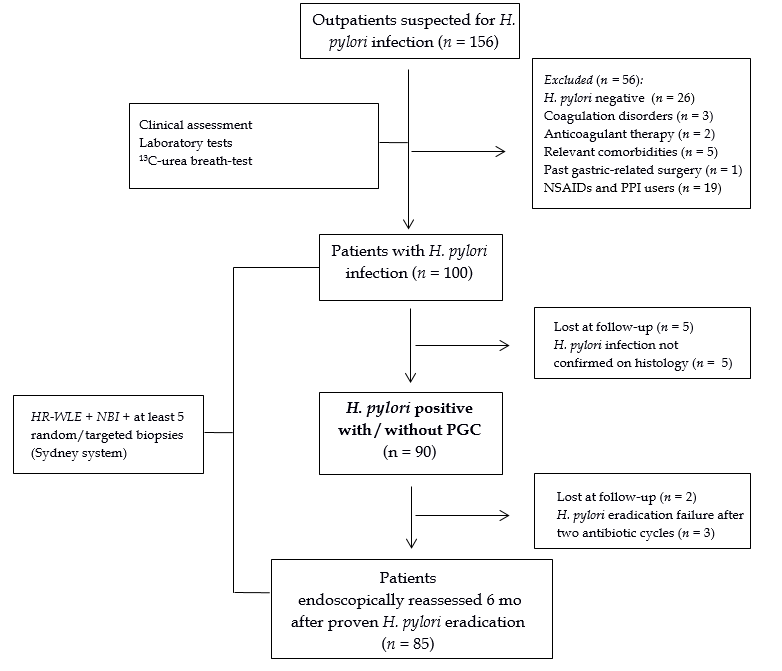 Outpatients suspected for H.
pylori infection (n = 156)
Clinical assessment
Laboratory tests
¹³C-urea breath-test
Excluded (n = 56):
H. pylori negative (n = 26)
Coagulation disorders (n = 3)
Anticoagulant therapy (n = 2)
Relevant comorbidities (n = 5)
Past gastric-related surgery (n = 1)
NSAIDs and PPI users (n = 19)
Patients with H. pylori
infection (n = 100)
Lost at follow-up (n = 5)
H. pylori infection not
confirmed on histology (n = 5)
HR-WLE + NBI + at least 5
random/targeted biopsies
(Sydney system)
H. pylori positive
with/without PGC
(n = 90)
Lost at follow-up (n = 2)
H. pylori eradication failure after
two antibiotic cycles (n = 3)
Patients
endoscopically reassessed 6 mo
after proven H. pylori eradication
(n = 85)